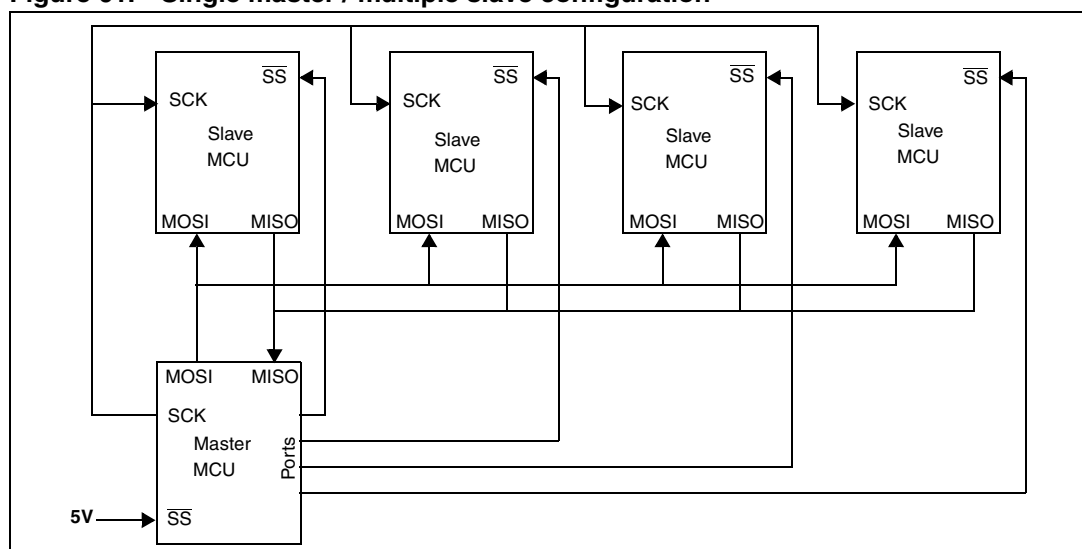 Figure Single master / multiple slave configuration
SS
SCK
Slave
MCU
MOSI MISO
SS
SCK
Slave
MCU
MOSI MISO
SS
SCK
Slave
MCU
MOSI MISO
SS
SCK
Slave
MCU
MOSI MISO
MOSI MISO
SCK
Master
MCU
Ports
5V
SS